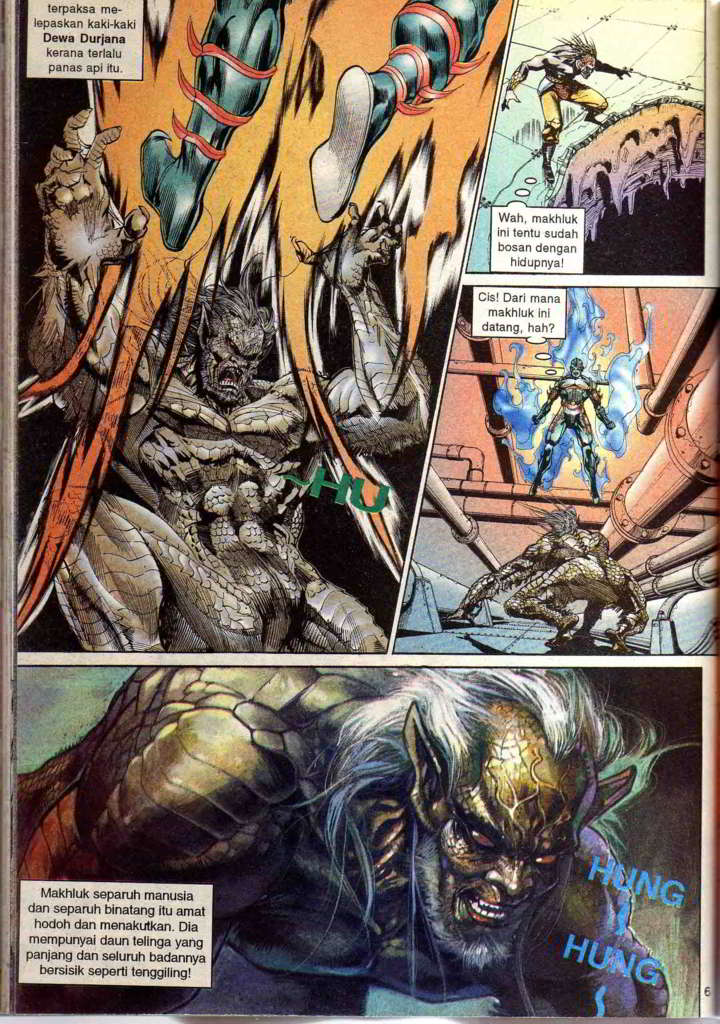 terpaksa me-
lepaskan kaki-kaki
Dewa Durjana
kerana terlalu
panas api itu.
Wah, makhluk
ini tentu sudah
bosan dengan
hidupnya!
Cis! Dari mana
makhluk ini
datang, hah?
~HU
Makhluk separuh manusia
dan separuh binatang itu amat
hodoh dan menakutkan. Dia
mempunyai daun telinga yang
panjang dan seluruh badannya
bersisik seperti tenggiling!
HUNG
~
HUNG
~
6